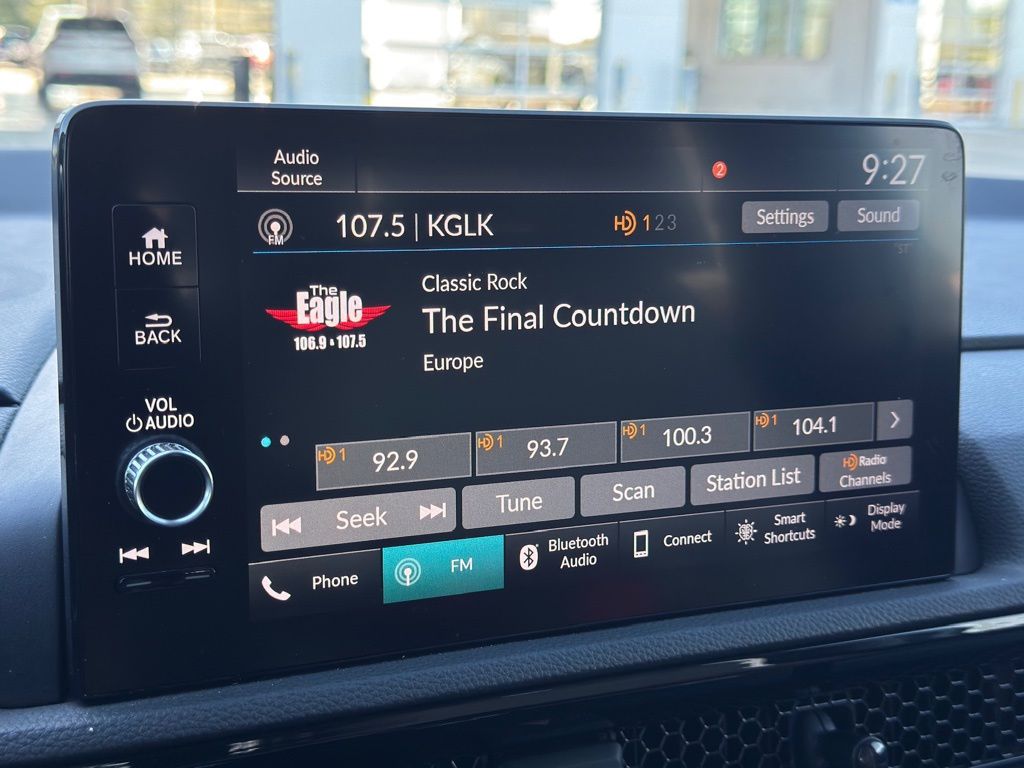 Audio
Source
2
9:27
HOME
FM
107.5 | KGLK
HD 1 2 3
Settings
Sound
ST
The
Eagle
106.9 & 107.5
Classic Rock
The Final Countdown
Europe
BACK
VOL
AUDIO
HD 1 92.9
HD 1 93.7
HD 1 100.3
HD 1 104.1
Seek
Tune
Scan
Station List
HD Radio
Channels
Phone
FM
Bluetooth
Audio
Connect
Smart
Shortcuts
Display
Mode